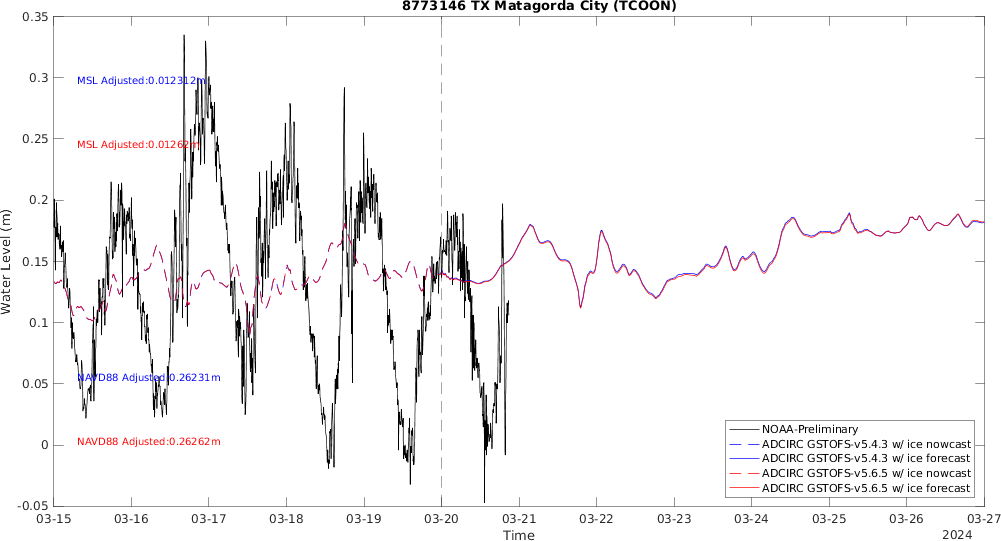 8773146 TX Matagorda City (TCOON)
0.35
0.3
0.25
0.2
0.15
0.1
0.05
0
-0.05
Water Level (m)
MSL Adjusted:0.012312m
MSL Adjusted:0.01262m
NAVD88 Adjusted:0.26231m
NAVD88 Adjusted:0.26262m
NOAA-Preliminary
ADCIRC GSTOFS-v5.4.3 w/ ice nowcast
ADCIRC GSTOFS-v5.4.3 w/ ice forecast
ADCIRC GSTOFS-v5.6.5 w/ ice nowcast
ADCIRC GSTOFS-v5.6.5 w/ ice forecast
03-15 03-16 03-17 03-18 03-19 03-20 03-21 03-22 03-23 03-24 03-25 03-26 03-27
Time
2024